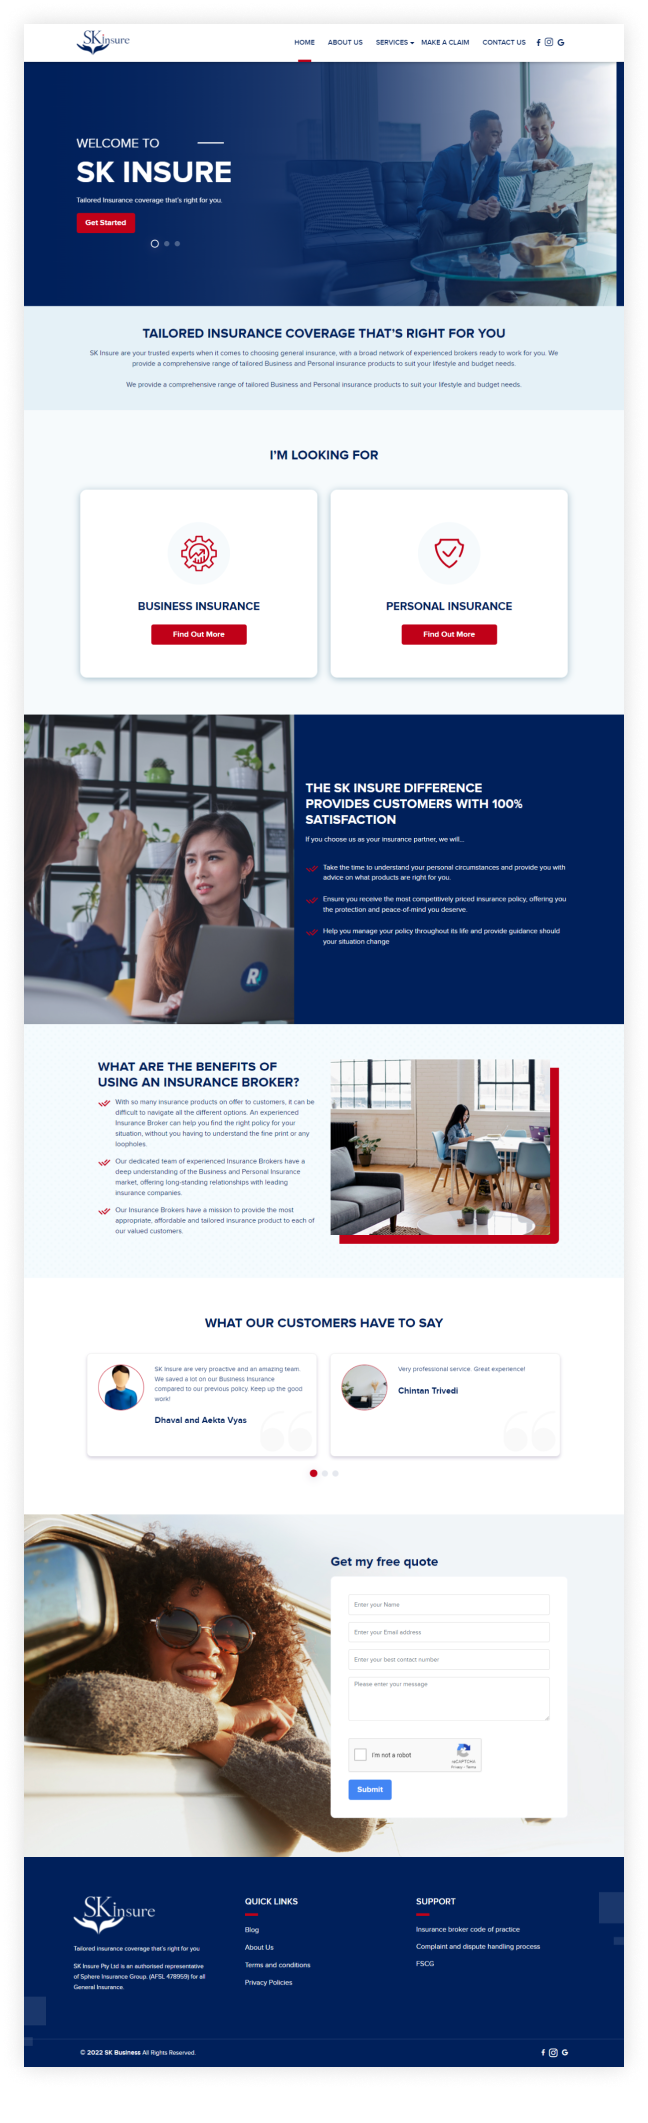 SKinsure
HOME ABOUT US SERVICES MAKE A CLAIM CONTACT US
WELCOME TO
SK INSURE
Tailored Insurance coverage that's right for you.
Get Started
TAILORED INSURANCE COVERAGE THAT'S RIGHT FOR YOU
SK Insure are your trusted experts when it comes to choosing general insurance, with a broad network of experienced brokers ready to work for you. We
provide a comprehensive range of tailored Business and Personal insurance products to suit your lifestyle and budget needs.
We provide a comprehensive range of tailored Business and Personal insurance products to suit your lifestyle and budget needs.
I'M LOOKING FOR
BUSINESS INSURANCE
Find Out More
PERSONAL INSURANCE
Find Out More
THE SK INSURE DIFFERENCE
PROVIDES CUSTOMERS WITH 100%
SATISFACTION
If you choose us as your insurance partner, we will...
Take the time to understand your personal circumstances and provide you with
advice on what products are right for you.
Ensure you receive the most competitively priced insurance policy, offering you
the protection and peace-of-mind you deserve.
Help you manage your policy throughout its life and provide guidance should
your situation change
WHAT ARE THE BENEFITS OF
USING AN INSURANCE BROKER?
With so many insurance products on offer to customers, it can be
difficult to navigate all the different options. An experienced
Insurance Broker can help you find the right policy for your
situation, without you having to understand the fine print or any
loopholes.
Our dedicated team of experienced Insurance Brokers have a
deep understanding of the Business and Personal Insurance
market, offering long-standing relationships with leading
insurance companies.
Our Insurance Brokers have a mission to provide the most
appropriate, affordable and tailored insurance product to each of
our valued customers.
WHAT OUR CUSTOMERS HAVE TO SAY
SK Insure are very proactive and an amazing team.
We saved a lot on our Business Insurance
compared to our previous policy. Keep up the good
work!
Dhaval and Aekta Vyas
Very professional service. Great experience!
Chintan Trivedi
Get my free quote
Enter your Name
Enter your Email address
Enter your best contact number
Please enter your message
I'm not a robot
reCAPTCHA
Privacy - Terms
Submit
SKinsure
Tailored insurance coverage that's right for you
SK Insure Pty Ltd is an authorised representative
of Sphere Insurance Group. (AFSL 478959) for all
General Insurance.
QUICK LINKS
Blog
About Us
Terms and conditions
Privacy Policies
SUPPORT
Insurance broker code of practice
Complaint and dispute handling process
FSCG
© 2022 SK Business All Rights Reserved.